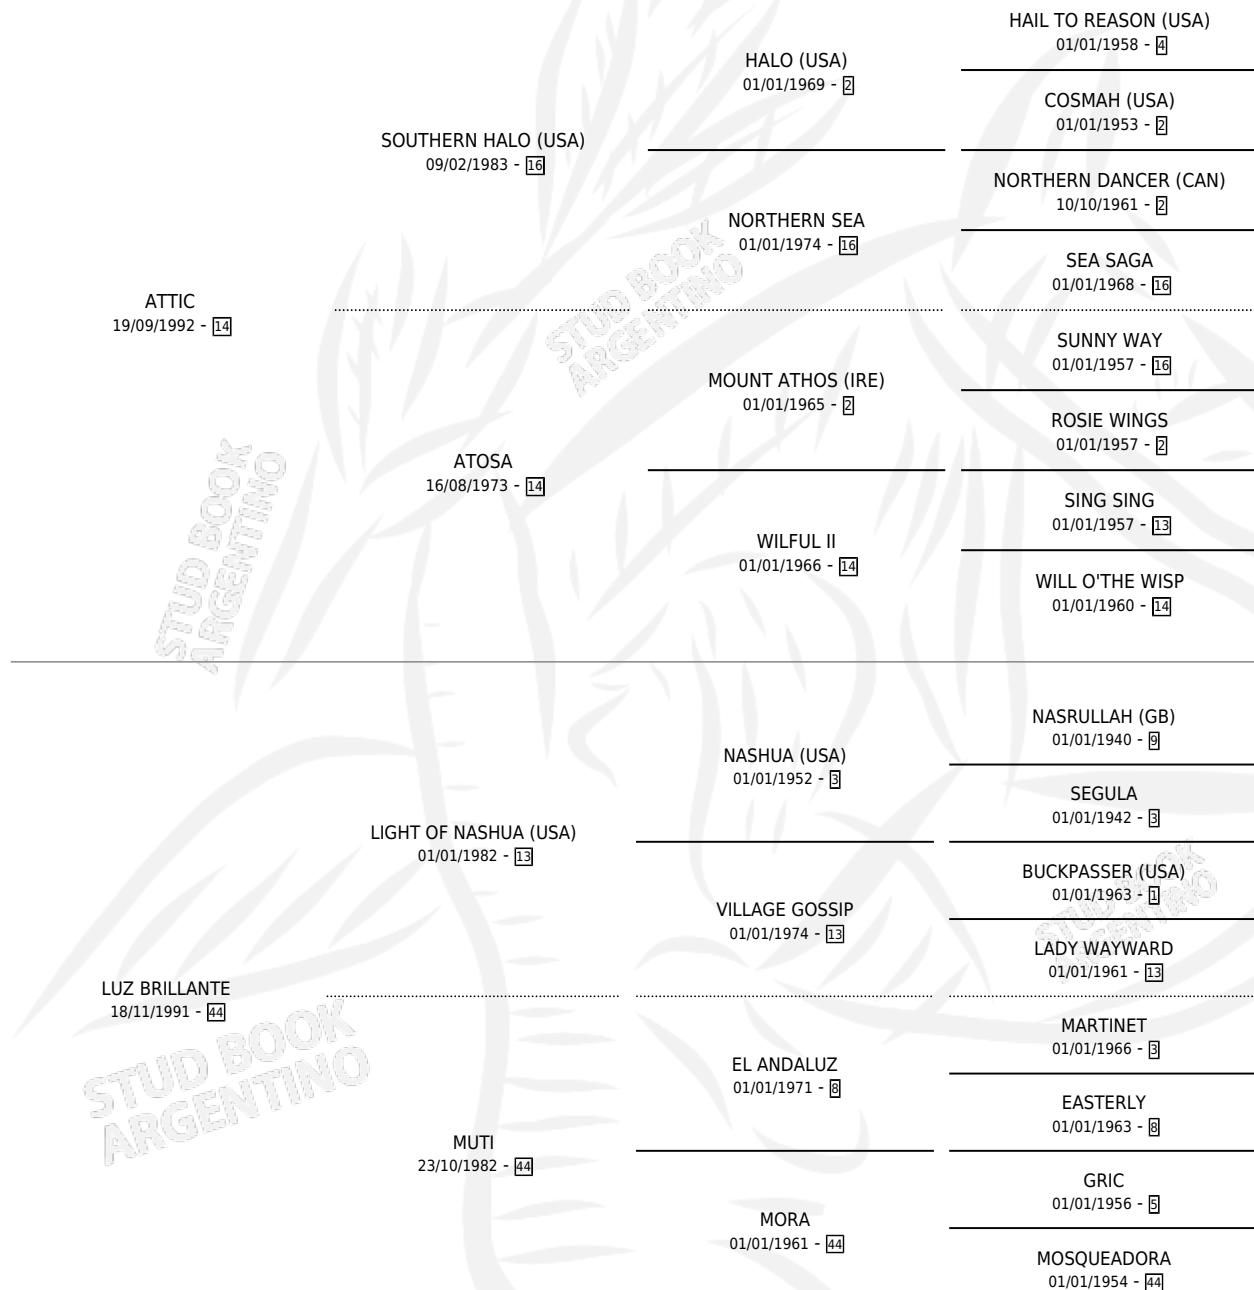 HAIL TO REASON (USA)
01/01/1958 - 4
HALO (USA)
01/01/1969 - 2
COSMAH (USA)
01/01/1953 - 2
SOUTHERN HALO (USA)
09/02/1983 - 16
NORTHERN DANCER (CAN)
10/10/1961 - 2
NORTHERN SEA
01/01/1974 - 16
SEA SAGA
01/01/1968 - 16
ATTIC
19/09/1992 - 14
SUNNY WAY
01/01/1957 - 16
MOUNT ATHOS (IRE)
01/01/1965 - 2
ROSIE WINGS
01/01/1957 - 2
ATOSA
16/08/1973 - 14
SING SING
01/01/1957 - 13
WILFUL II
01/01/1966 - 14
WILL O'THE WISP
01/01/1960 - 14
NASRULLAH (GB)
01/01/1940 - 9
NASHUA (USA)
01/01/1952 - 3
SEGULA
01/01/1942 - 3
LIGHT OF NASHUA (USA)
01/01/1982 - 13
BUCKPASSER (USA)
01/01/1963 - 1
VILLAGE GOSSIP
01/01/1974 - 13
LADY WAYWARD
01/01/1961 - 13
LUZ BRILLANTE
18/11/1991 - 44
MARTINET
01/01/1966 - 3
EL ANDALUZ
01/01/1971 - 8
EASTERLY
01/01/1963 - 8
MUTI
23/10/1982 - 44
GRIC
01/01/1956 - 5
MORA
01/01/1961 - 44
MOSQUEADORA
01/01/1954 - 44
STUD BOOK
ARGENTINO
STUD BOOK
ARGENTINO
STUD BOOK
ARGENTINO
STUD BOOK
ARGENTINO